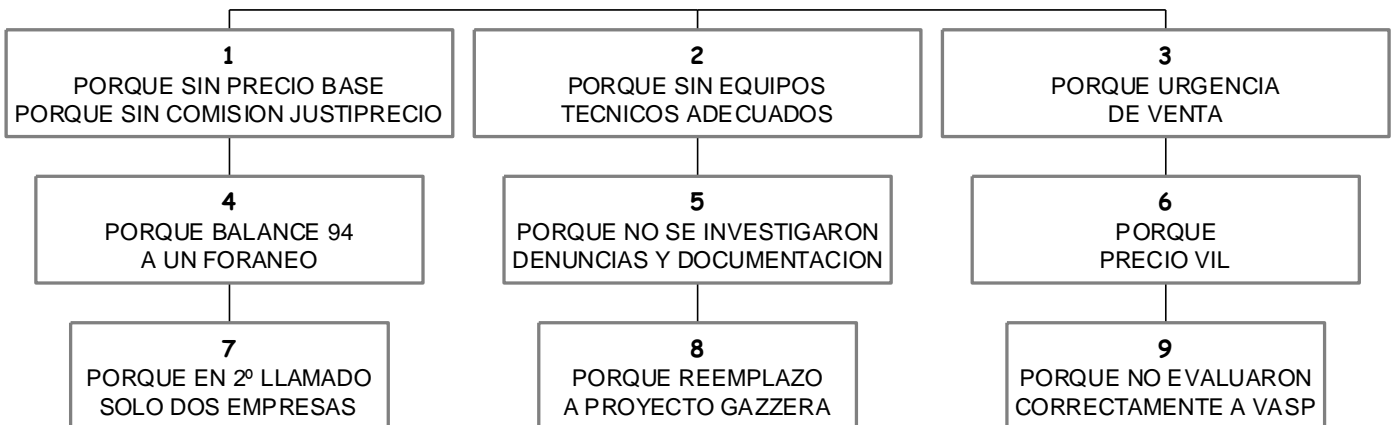 1
PORQUE SIN PRECIO BASE
PORQUE SIN COMISION JUSTIPRECIO
2
PORQUE SIN EQUIPOS
TECNICOS ADECUADOS
3
PORQUE URGENCIA
DE VENTA
4
PORQUE BALANCE 94
A UN FORANEO
5
PORQUE NO SE INVESTIGARON
DENUNCIAS Y DOCUMENTACION
6
PORQUE
PRECIO VIL
7
PORQUE EN 2º LLAMADO
SOLO DOS EMPRESAS
8
PORQUE REEMPLAZO
A PROYECTO GAZZERA
9
PORQUE NO EVALUARON
CORRECTAMENTE A VASP